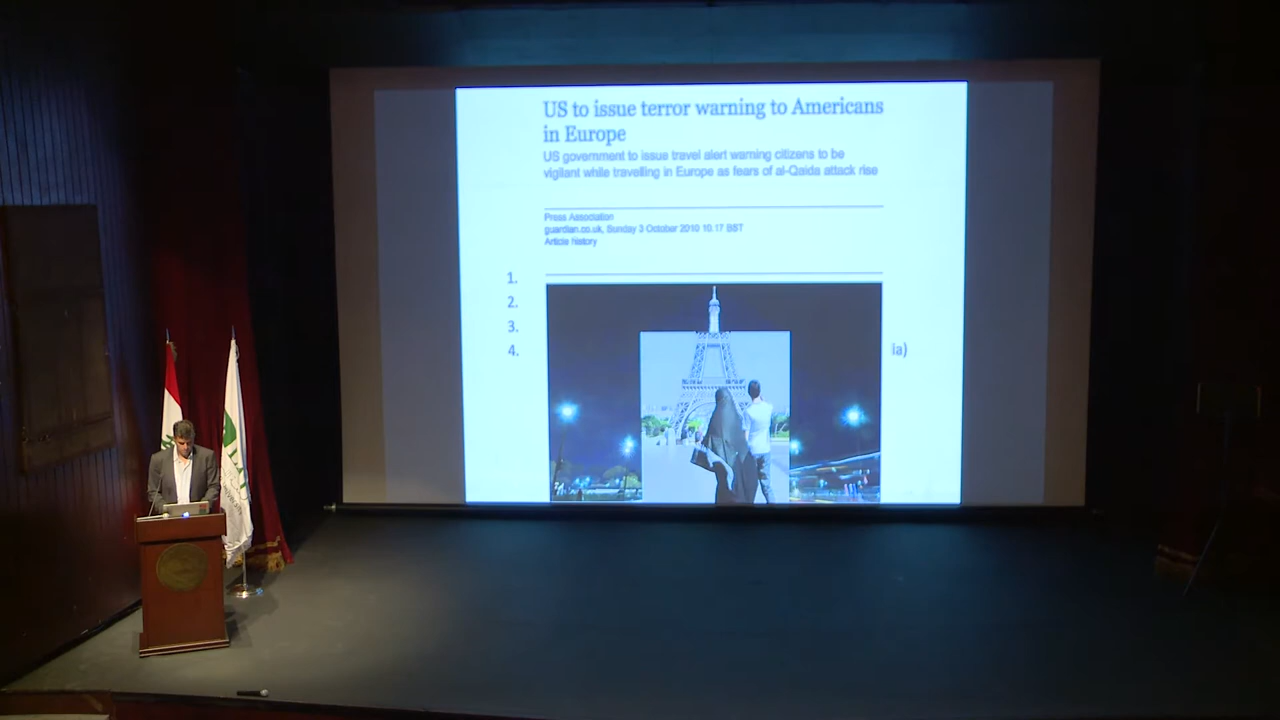 US to issue terror warning to Americans
in Europe
US government to issue travel alert warning citizens to be
vigilant while travelling in Europe as fears of al-Qaida attack rise
Press Association
guardian.co.uk, Sunday 3 October 2010 10.17 BST
Article history
1.
2.
3.
4.
ia)